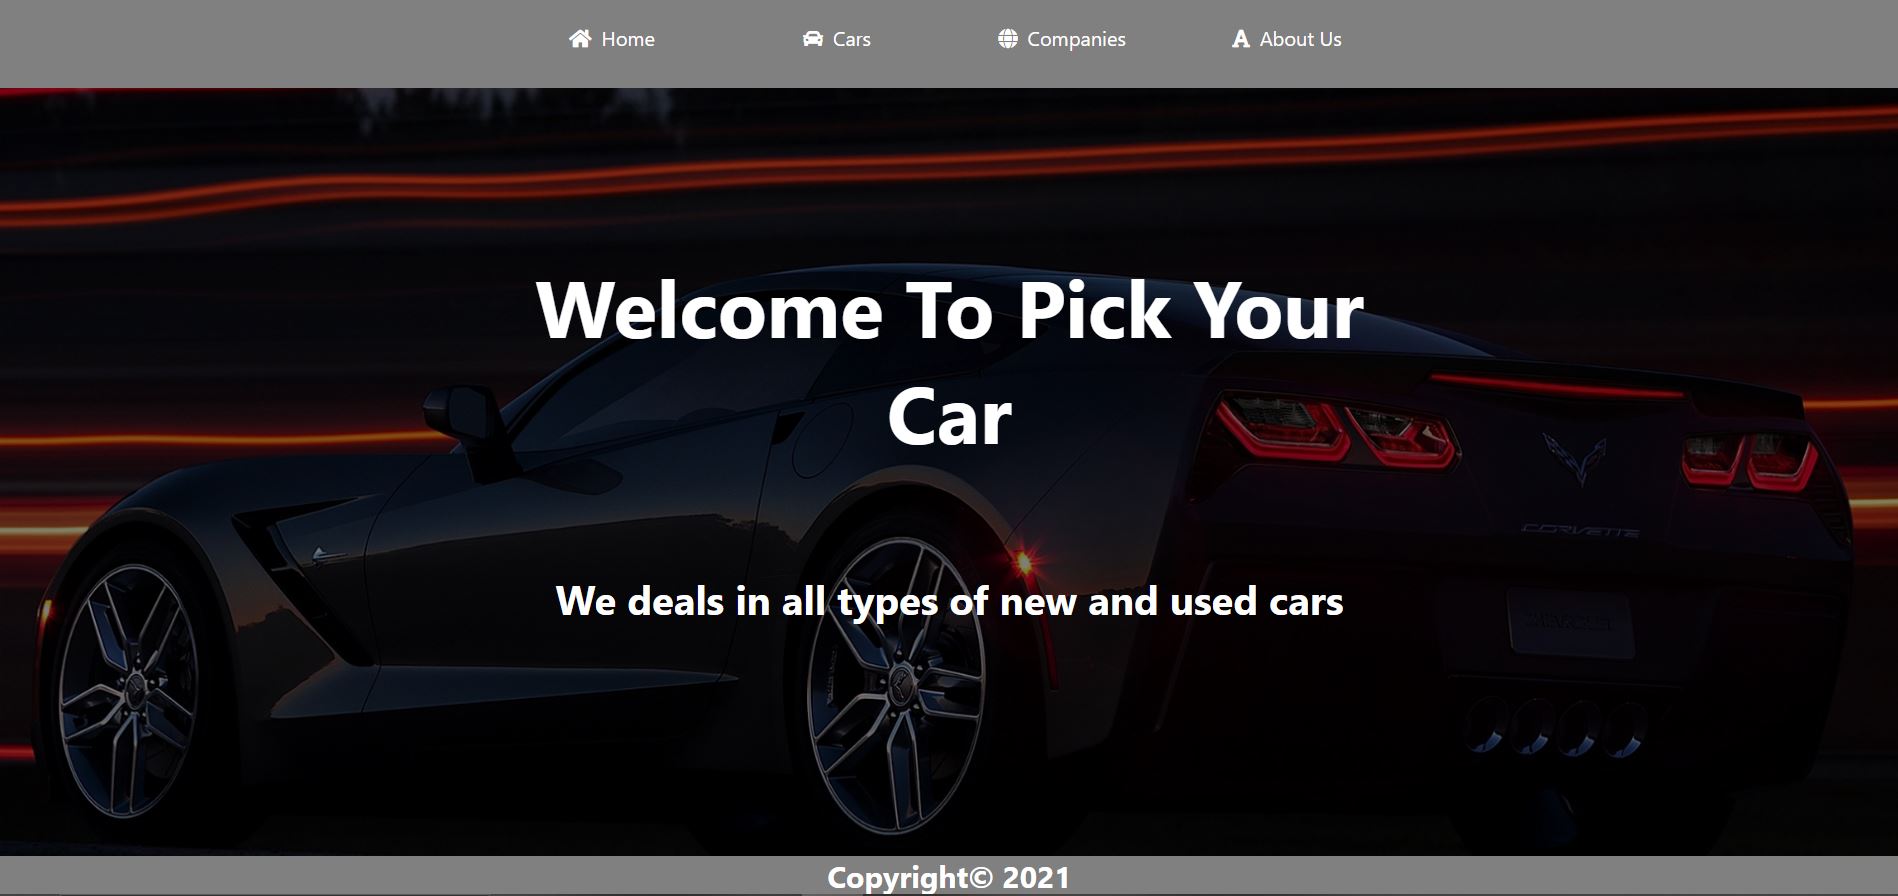 Home Cars Companies About Us
Welcome To Pick Your
Car
CORVETTE
We deals in all types of new and used cars
Copyright© 2021